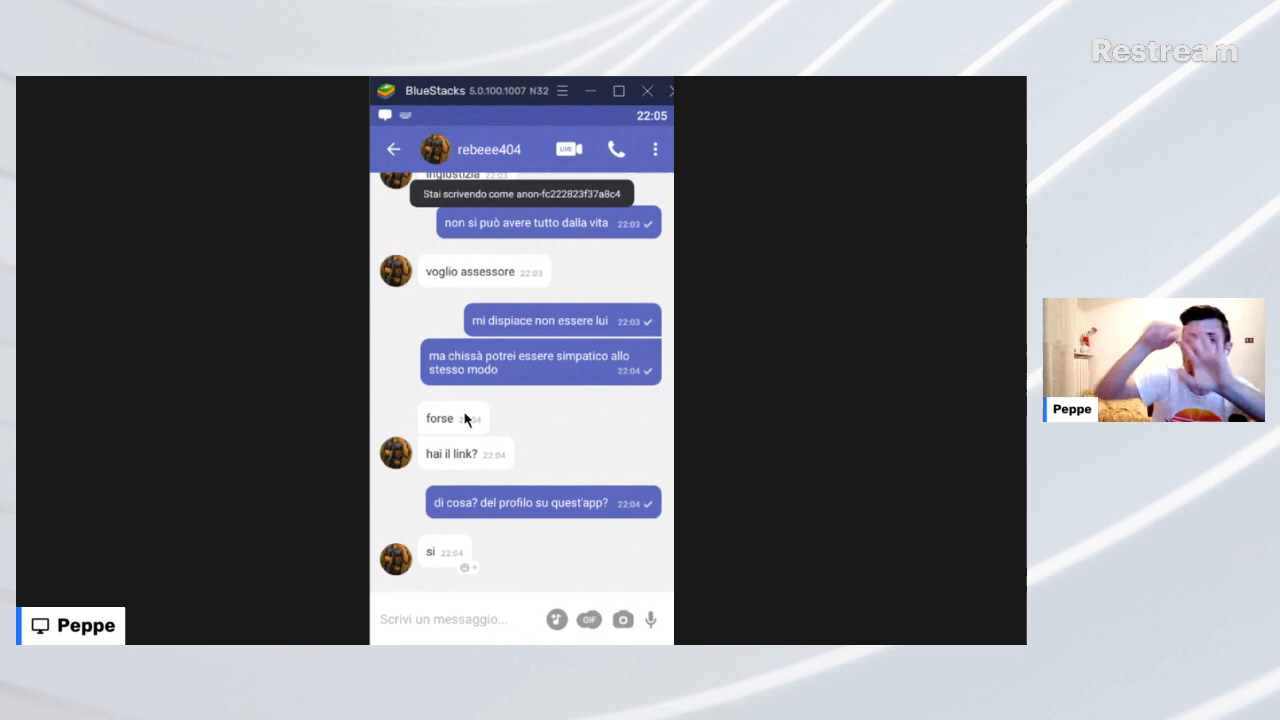 Restream
BlueStacks 5.0.100.1007 N32
22:05
rebeee404
LIVE
ingiustizia 22:03
Stai scrivendo come anon-fc222823f37a8c4
non si può avere tutto dalla vita 22:03
voglio assessore 22:03
mi dispiace non essere lui 22:03
ma chissà potrei essere simpatico allo
stesso modo 22:04
forse
hai il link? 22:04
di cosa? del profilo su quest'app? 22:04
si 22:04
Scrivi un messaggio...
GIF
Peppe
Peppe